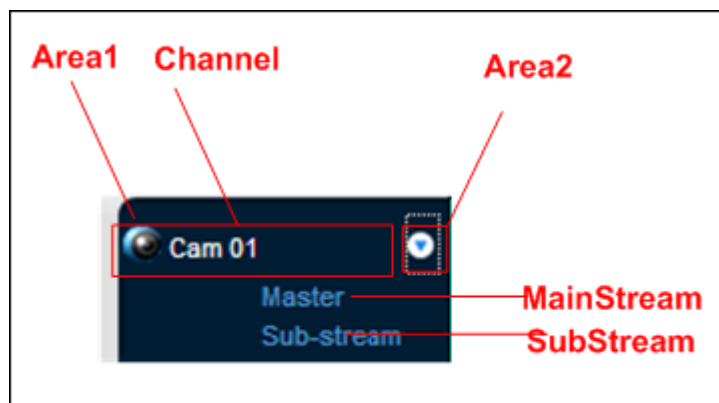 Area1 Channel Area2
Cam 01
Master MainStream
Sub-stream SubStream